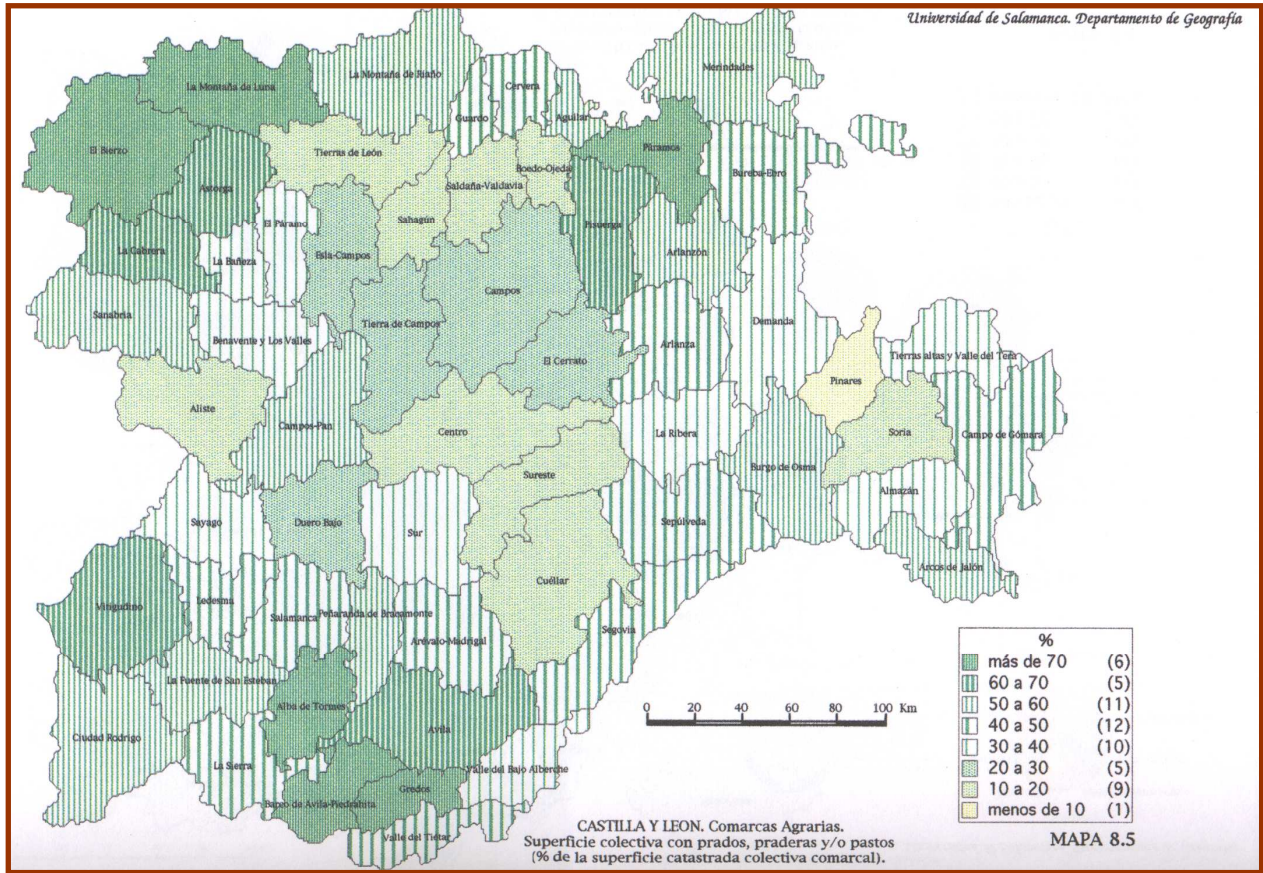 Universidad de Salamanca. Departamento de Geografía
La Montaña de Luna
La Montaña de Riaño
Merindades
Cervera
Guardo
Aguilar
El Bierzo
Tierras de León
Páramos
Boedo-Ojeda
Saldaña-Valdavia
Bureba-Ebro
Astorga
Sahagún
El Páramo
Pisuerga
La Cabrera
Esla-Campos
Arlanzón
La Bañeza
Campos
Sanabria
Tierra de Campos
Demanda
Benavente y Los Valles
Arlanza
El Cerrato
Tierras altas y Valle del Tera
Pinares
Aliste
Campos-Pan
Centro
La Ribera
Soria
Campo de Gómara
Burgo de Osma
Sureste
Almazán
Sayago
Duero Bajo
Sur
Sepúlveda
Arcos de Jalón
Cuéllar
Vitigudino
Ledesma
Salamanca
Peñaranda de Bracamonte
Arévalo-Madrigal
Segovia
La Fuente de San Esteban
Alba de Tormes
Avila
Ciudad Rodrigo
La Sierra
Valle del Bajo Alberche
Gredos
Barco de Avila-Piedrahita
Valle del Tiétar
%
más de 70 (6)
60 a 70 (5)
50 a 60 (11)
40 a 50 (12)
30 a 40 (10)
20 a 30 (5)
10 a 20 (9)
menos de 10 (1)
0 20 40 60 80 100 Km
CASTILLA Y LEON. Comarcas Agrarias.
Superficie colectiva con prados, praderas y/o pastos
(% de la superficie catastrada colectiva comarcal).
MAPA 8.5